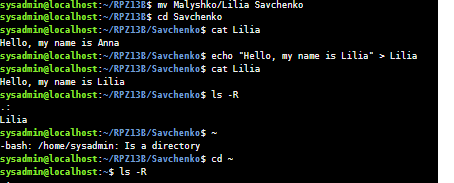 sysadmin@localhost:~/RPZ13B$ mv Malyshko/Lilia Savchenko
sysadmin@localhost:~/RPZ13B$ cd Savchenko
sysadmin@localhost:~/RPZ13B/Savchenko$ cat Lilia
Hello, my name is Anna
sysadmin@localhost:~/RPZ13B/Savchenko$ echo "Hello, my name is Lilia" > Lilia
sysadmin@localhost:~/RPZ13B/Savchenko$ cat Lilia
Hello, my name is Lilia
sysadmin@localhost:~/RPZ13B/Savchenko$ ls -R
.:
Lilia
sysadmin@localhost:~/RPZ13B/Savchenko$ ~
-bash: /home/sysadmin: Is a directory
sysadmin@localhost:~/RPZ13B/Savchenko$ cd ~
sysadmin@localhost:~$ ls -R